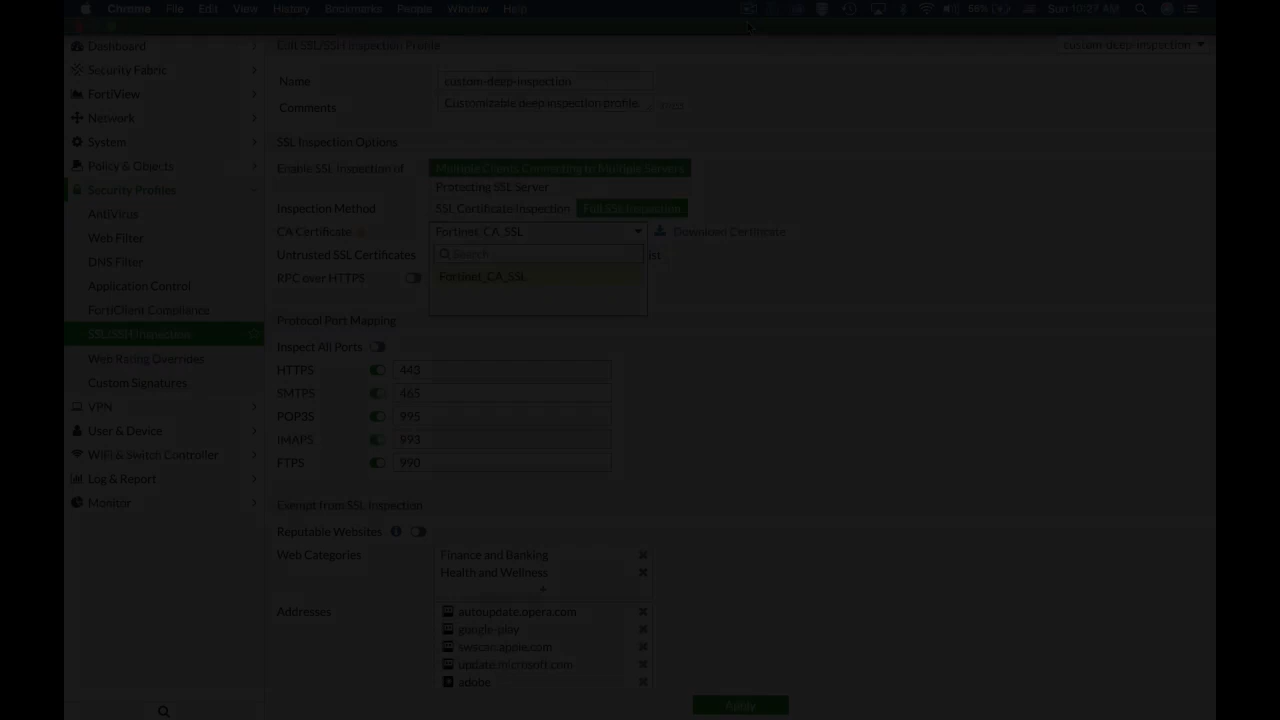 Chrome File Edit View History Bookmarks People Window Help 66% Sun 10:27 AM
Dashboard
Security Fabric
FortiView
Network
System
Policy & Objects
Security Profiles
AntiVirus
Web Filter
DNS Filter
Application Control
FortiClient Compliance
SSL/SSH Inspection
Web Rating Overrides
Custom Signatures
VPN
User & Device
WiFi & Switch Controller
Log & Report
Monitor
Edit SSL/SSH Inspection Profile custom-deep-inspection
Name custom-deep-inspection
Comments Customizable deep inspection profile.
SSL Inspection Options
Enable SSL Inspection of Multiple Clients Connecting to Multiple Servers
Protecting SSL Server
Inspection Method SSL Certificate Inspection Full SSL Inspection
CA Certificate Fortinet_CA_SSL Download Certificate
Untrusted SSL Certificates Search ist
RPC over HTTPS Fortinet_CA_SSL
Protocol Port Mapping
Inspect All Ports
HTTPS 443
SMTPS 465
POP3S 995
IMAPS 993
FTPS 990
Exempt from SSL Inspection
Reputable Websites
Web Categories Finance and Banking
Health and Wellness
+
Addresses autoupdate.opera.com
google-play
swscan.apple.com
update.microsoft.com
adobe
Apply